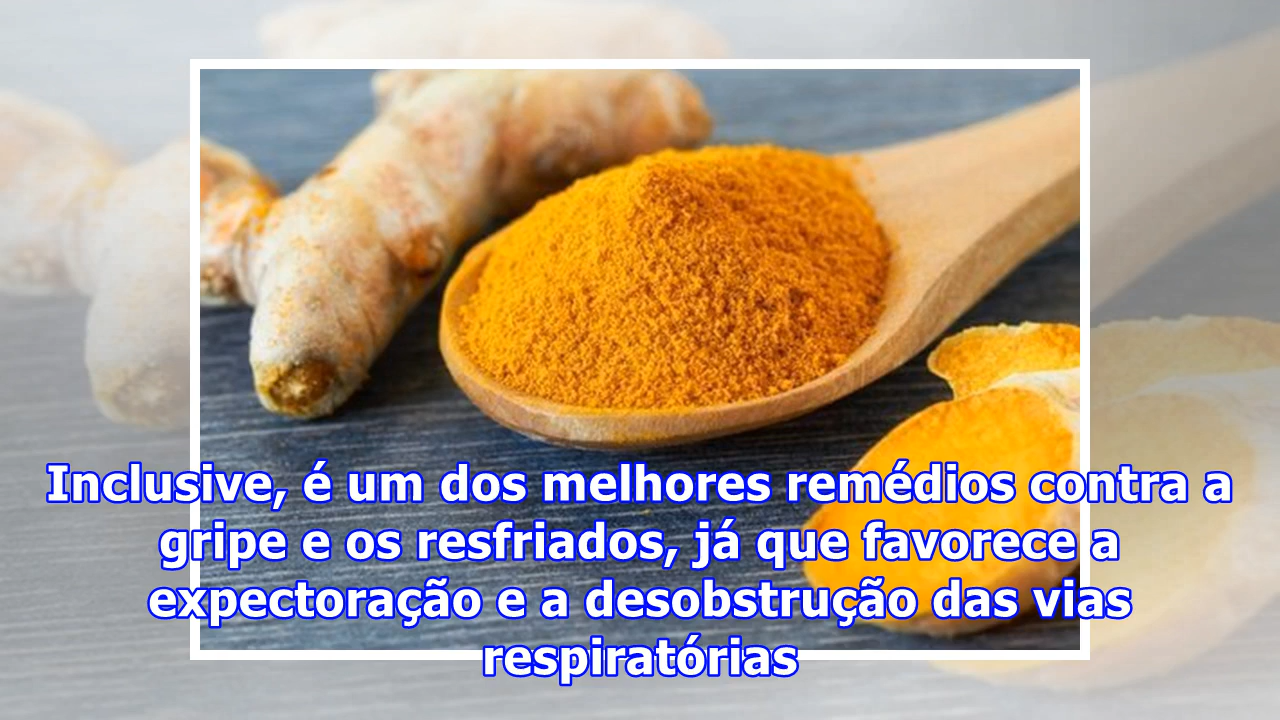 Inclusive, é um dos melhores remédios contra a
gripe e os resfriados, já que favorece a
expectoração e a desobstrução das vias
respiratórias